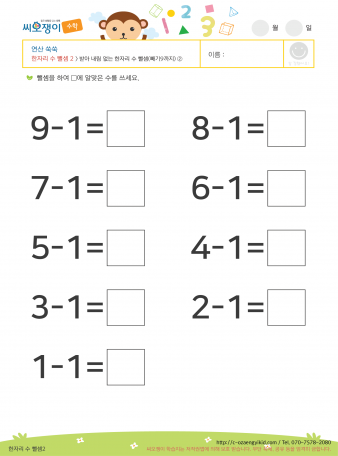 씨오쟁이 수학
월 일
연산 쑥쑥
한자리 수 뺄셈 2 > 받아 내림 없는 한자리 수 뺄셈(빼기9까지) ②
이름 :
뺄셈을 하여 □에 알맞은 수를 쓰세요.
9-1= 8-1=
7-1= 6-1=
5-1= 4-1=
3-1= 2-1=
1-1=
http://c-ozaengyikid.com / Tel. 070-7578-2080
한자리 수 뺄셈2